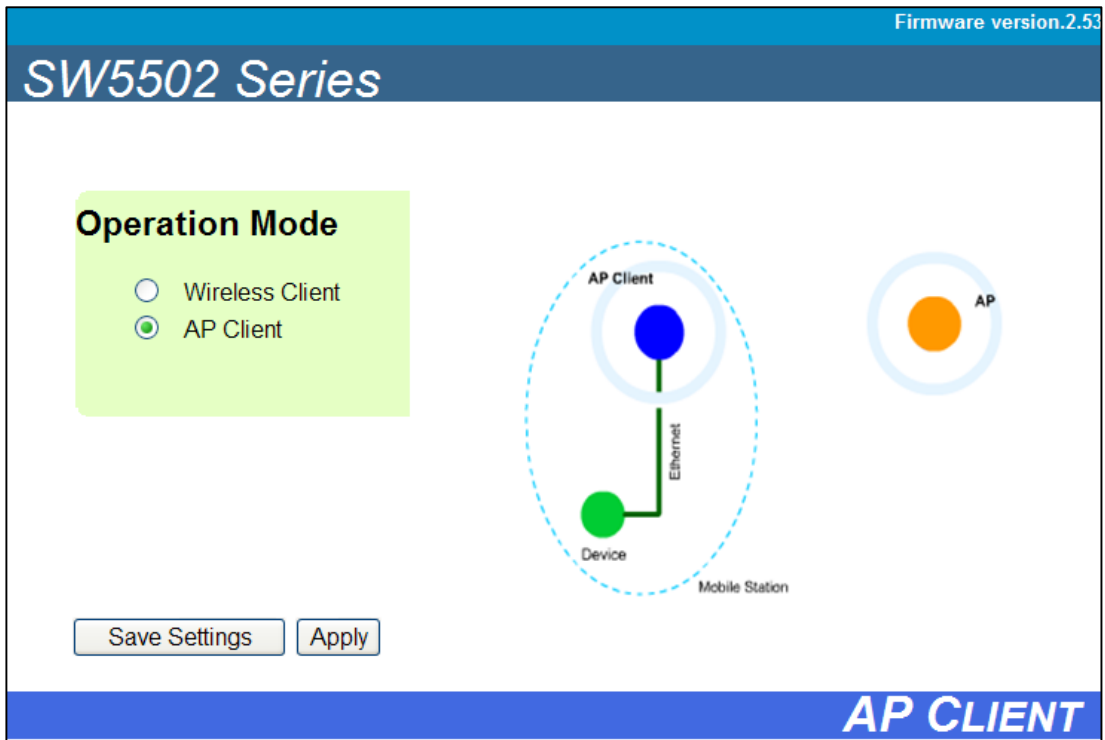 Firmware version.2.53
SW5502 Series
Operation Mode
Wireless Client
AP Client
AP Client
AP
Ethernet
Device
Mobile Station
Save Settings
Apply
AP CLIENT